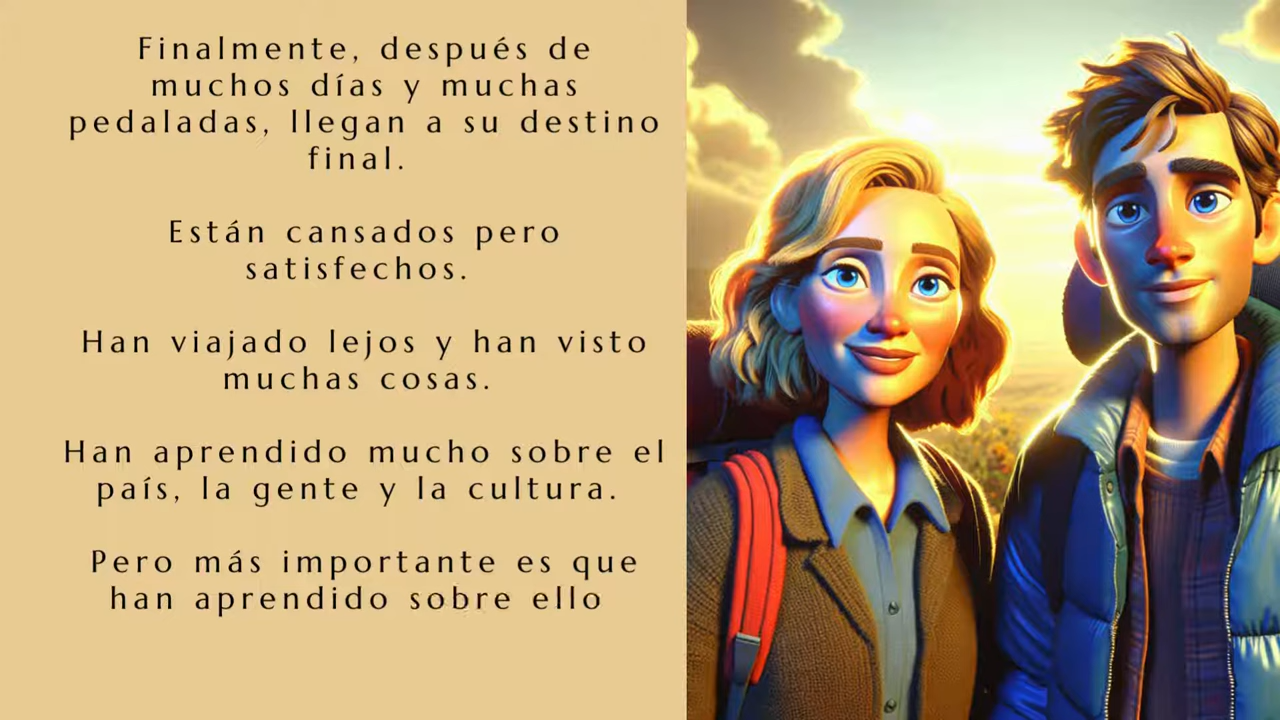 Finalmente, después de
muchos días y muchas
pedaladas, llegan a su destino
final.
Están cansados pero
satisfechos.
Han viajado lejos y han visto
muchas cosas.
Han aprendido mucho sobre el
país, la gente y la cultura.
Pero más importante es que
han aprendido sobre ello